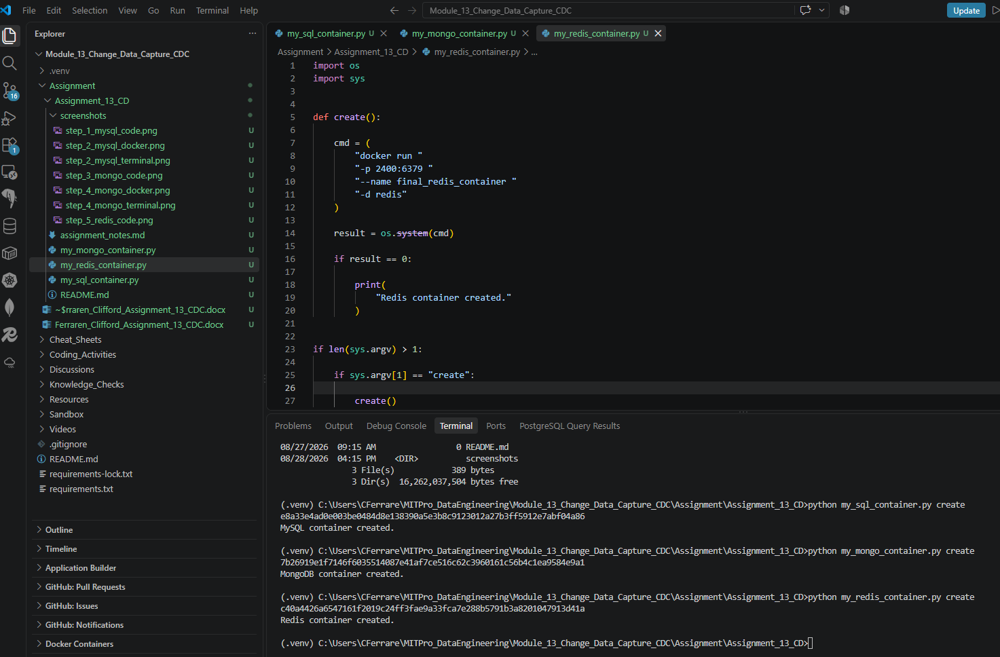 File Edit Selection View Go Run Terminal Help
Module_13_Change_Data_Capture_CDC
Update
Explorer
Module_13_Change_Data_Capture_CDC
.venv
Assignment
Assignment_13_CD
screenshots
step_1_mysql_code.png U
step_2_mysql_docker.png U
step_2_mysql_terminal.png U
step_3_mongo_code.png U
step_4_mongo_docker.png U
step_4_mongo_terminal.png U
step_5_redis_code.png U
assignment_notes.md U
my_mongo_container.py U
my_redis_container.py U
my_sql_container.py U
README.md U
~$rraren_Clifford_Assignment_13_CDC.docx U
Ferraren_Clifford_Assignment_13_CDC.docx U
Cheat_Sheets
Coding_Activities
Discussions
Knowledge_Checks
Resources
Sandbox
Videos
.gitignore
README.md
requirements-lock.txt
requirements.txt
Outline
Timeline
Application Builder
GitHub: Pull Requests
GitHub: Issues
GitHub: Notifications
Docker Containers
16
1
my_sql_container.py U my_mongo_container.py U my_redis_container.py U
Assignment > Assignment_13_CD > my_redis_container.py > ...
1 import os
2 import sys
3
4
5 def create():
6
7 cmd = (
8 "docker run "
9 "-p 2400:6379 "
10 "--name final_redis_container "
11 "-d redis"
12 )
13
14 result = os.system(cmd)
15
16 if result == 0:
17
18 print(
19 "Redis container created."
20 )
21
22
23 if len(sys.argv) > 1:
24
25 if sys.argv[1] == "create":
26
27 create()
Problems Output Debug Console Terminal Ports PostgreSQL Query Results
08/27/2026 09:15 AM 0 README.md
08/28/2026 04:15 PM <DIR> screenshots
3 File(s) 389 bytes
3 Dir(s) 16,262,037,504 bytes free
(.venv) C:\Users\CFerrare\MITPro_DataEngineering\Module_13_Change_Data_Capture_CDC\Assignment\Assignment_13_CD>python my_sql_container.py create
e8a33e4ad0e003be0484d8e138390a5e3b8c9123012a27b3ff5912e7abf04a86
MySQL container created.
(.venv) C:\Users\CFerrare\MITPro_DataEngineering\Module_13_Change_Data_Capture_CDC\Assignment\Assignment_13_CD>python my_mongo_container.py create
7b26919e1f7146f6035514087e41af7ce516c62c3960161c56b4c1ea9584e9a1
MongoDB container created.
(.venv) C:\Users\CFerrare\MITPro_DataEngineering\Module_13_Change_Data_Capture_CDC\Assignment\Assignment_13_CD>python my_redis_container.py create
c40a4426a6547161f2019c24ff3fae9a33fca7e288b5791b3a8201047913d41a
Redis container created.
(.venv) C:\Users\CFerrare\MITPro_DataEngineering\Module_13_Change_Data_Capture_CDC\Assignment\Assignment_13_CD>